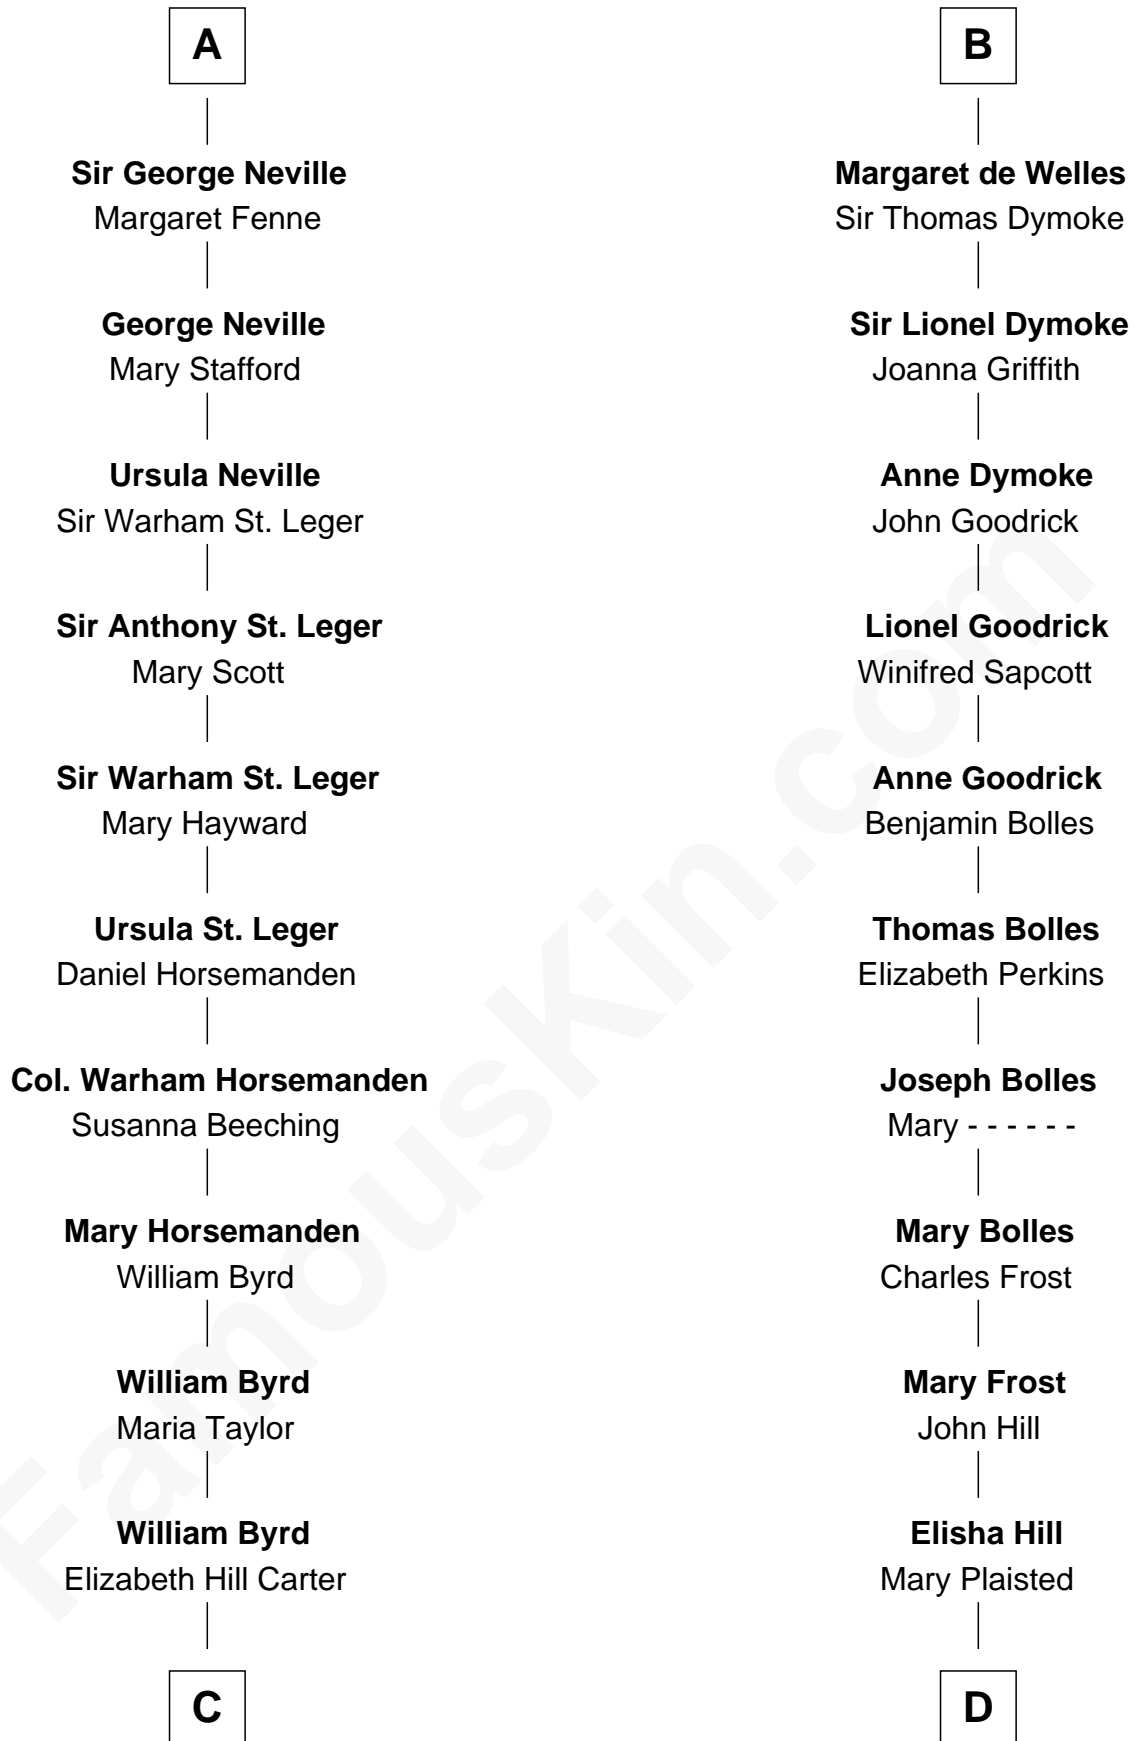 A
Sir George Neville
Margaret Fenne
George Neville
Mary Stafford
Ursula Neville
Sir Warham St. Leger
Sir Anthony St. Leger
Mary Scott
Sir Warham St. Leger
Mary Hayward
Ursula St. Leger
Daniel Horsemanden
Col. Warham Horsemanden
Susanna Beeching
Mary Horsemanden
William Byrd
William Byrd
Maria Taylor
William Byrd
Elizabeth Hill Carter
C
B
Margaret de Welles
Sir Thomas Dymoke
Sir Lionel Dymoke
Joanna Griffith
Anne Dymoke
John Goodrick
Lionel Goodrick
Winifred Sapcott
Anne Goodrick
Benjamin Bolles
Thomas Bolles
Elizabeth Perkins
Joseph Bolles
Mary - - - - - -
Mary Bolles
Charles Frost
Mary Frost
John Hill
Elisha Hill
Mary Plaisted
D
FamousKin.com